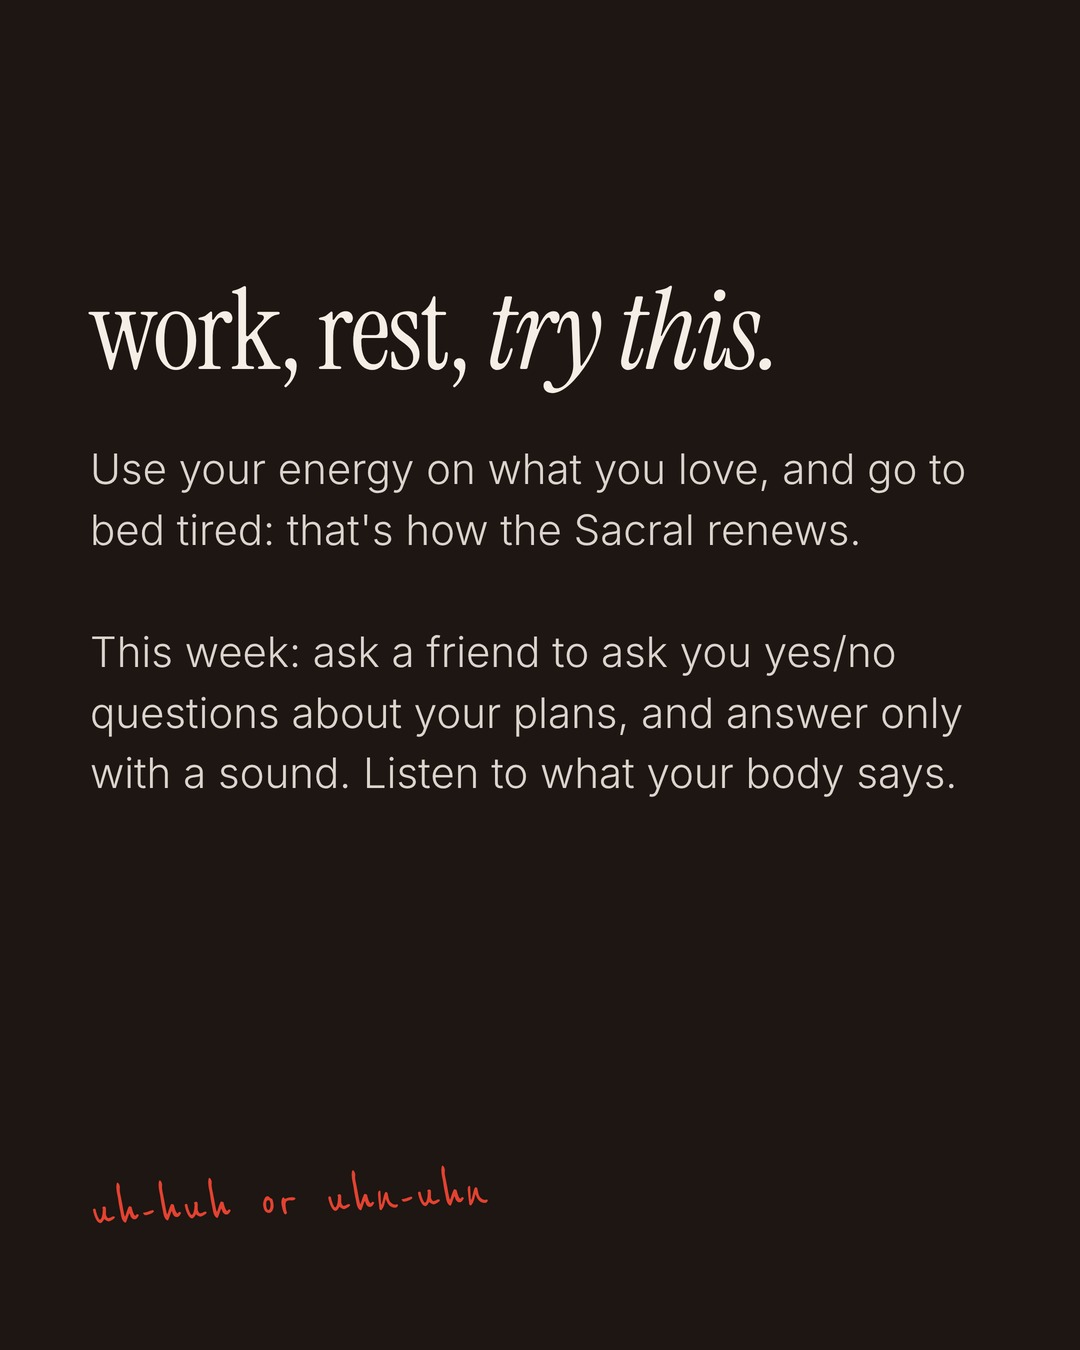 work, rest, try this.
Use your energy on what you love, and go to
bed tired: that's how the Sacral renews.
This week: ask a friend to ask you yes/no
questions about your plans, and answer only
with a sound. Listen to what your body says.
uh-huh or uhn-uhn